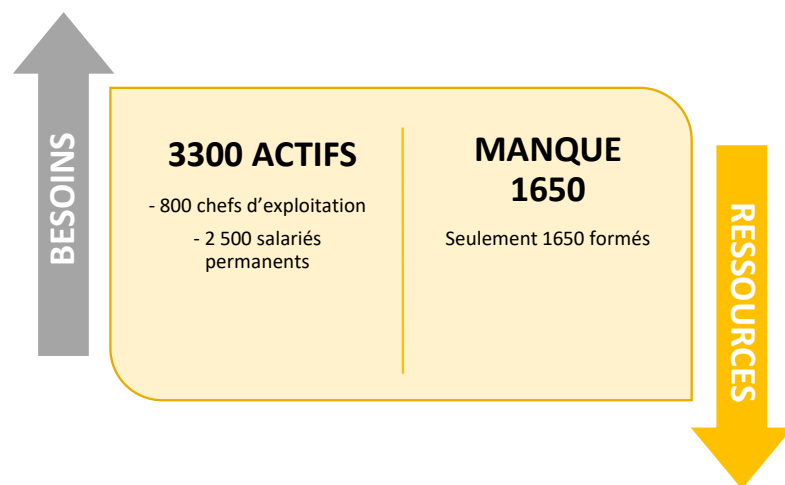 BESOINS
3300 ACTIFS
- 800 chefs d’exploitation
- 2 500 salariés
permanents
MANQUE
1650
Seulement 1650 formés
RESSOURCES